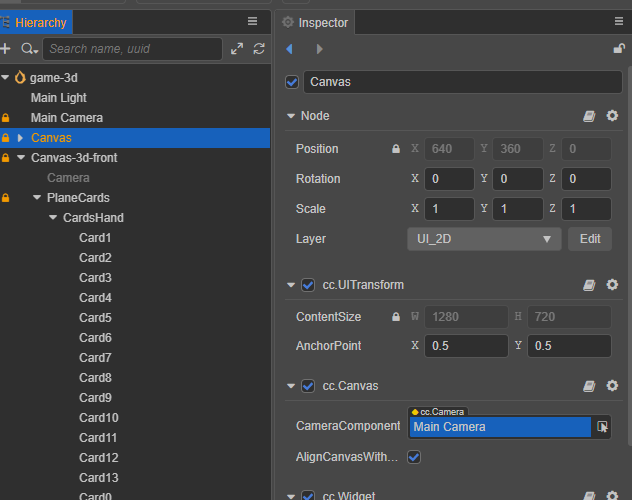 Hierarchy
Search name, uuid
game-3d
Main Light
Main Camera
Canvas
Canvas-3d-front
Camera
PlaneCards
CardsHand
Card1
Card2
Card3
Card4
Card5
Card6
Card7
Card8
Card9
Card10
Card11
Card12
Card13
Card0
Inspector
Canvas
Node
Position X 640 Y 360 Z 0
Rotation X 0 Y 0 Z 0
Scale X 1 Y 1 Z 1
Layer UI_2D Edit
cc.UITransform
ContentSize W 1280 H 720
AnchorPoint X 0.5 Y 0.5
cc.Canvas
cc.Camera
CameraComponent Main Camera
AlignCanvasWith...
cc.Widget